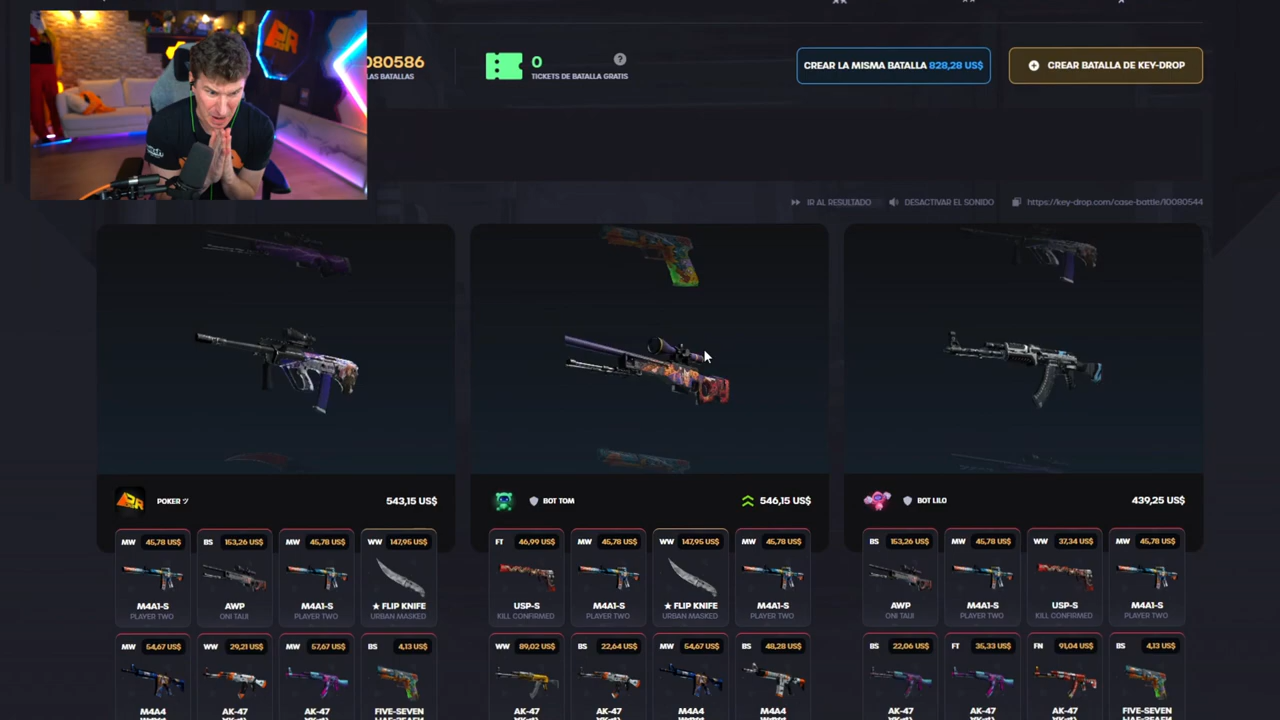 080586
LAS BATALLAS
0
?
TICKETS DE BATALLA GRATIS
CREAR LA MISMA BATALLA 828,28 US$
CREAR BATALLA DE KEY-DROP
IR AL RESULTADO
DESACTIVAR EL SONIDO
https://key-drop.com/case-battle/10080544
POKER ツ
543,15 US$
BOT TOM
546,15 US$
BOT LILO
439,25 US$
MW 45,78 US$
BS 153,26 US$
MW 45,78 US$
WW 147,95 US$
FT 46,99 US$
MW 45,78 US$
WW 147,95 US$
MW 45,78 US$
BS 153,26 US$
MW 45,78 US$
WW 37,34 US$
MW 45,78 US$
M4A1-S
PLAYER TWO
AWP
ONI TAIJI
M4A1-S
PLAYER TWO
★ FLIP KNIFE
URBAN MASKED
USP-S
KILL CONFIRMED
M4A1-S
PLAYER TWO
★ FLIP KNIFE
URBAN MASKED
M4A1-S
PLAYER TWO
AWP
ONI TAIJI
M4A1-S
PLAYER TWO
USP-S
KILL CONFIRMED
M4A1-S
PLAYER TWO
MW 54,67 US$
WW 29,21 US$
MW 57,67 US$
BS 4,13 US$
WW 89,02 US$
BS 22,64 US$
MW 54,67 US$
BS 48,28 US$
BS 22,06 US$
FT 35,33 US$
FN 91,04 US$
BS 4,13 US$
M4A4
AK-47
AK-47
FIVE-SEVEN
AK-47
AK-47
M4A4
M4A4
AK-47
AK-47
AK-47
FIVE-SEVEN